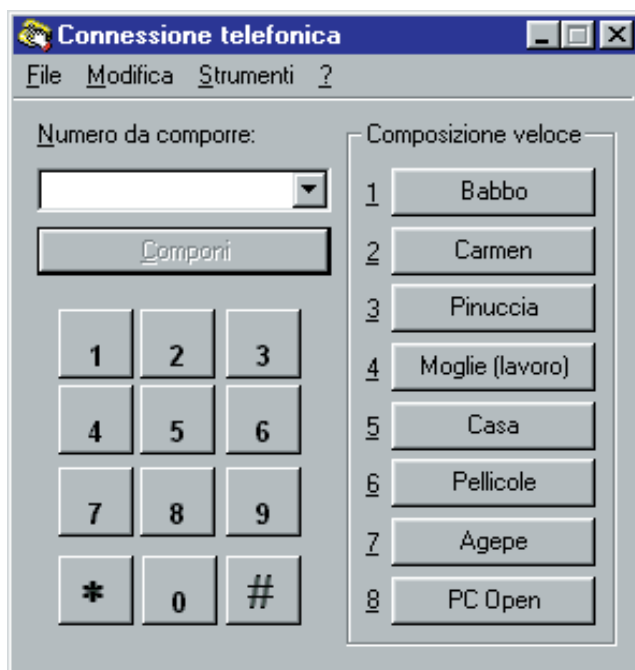 Connessione telefonica
File Modifica Strumenti ?
Numero da comporre:
Componi
1 2 3
4 5 6
7 8 9
* 0 #
Composizione veloce
1 Babbo
2 Carmen
3 Pinuccia
4 Moglie (lavoro)
5 Casa
6 Pellicole
7 Agepe
8 PC Open